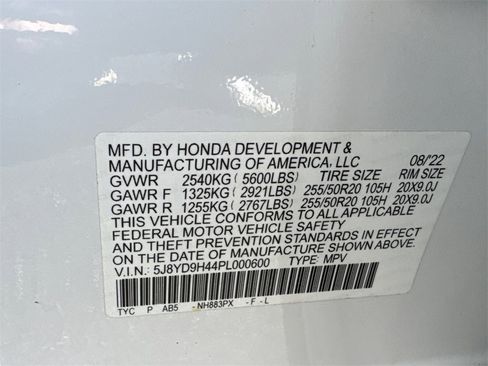 MFD. BY HONDA DEVELOPMENT &
MANUFACTURING OF AMERICA, LLC 08/'22
GVWR 2540KG ( 5600LBS) TIRE SIZE RIM SIZE
GAWR F 1325KG ( 2921LBS) 255/50R20 105H 20X9.0J
GAWR R 1255KG ( 2767LBS) 255/50R20 105H 20X9.0J
THIS VEHICLE CONFORMS TO ALL APPLICABLE
FEDERAL MOTOR VEHICLE SAFETY
AND THEFT PREVENTION STANDARDS IN EFFECT
ON THE DATE OF MANUFACTURE SHOWN ABOVE.
V.I.N.: 5J8YD9H44PL000600 TYPE: MPV
TYC P AB5 - NH883PX - F - L